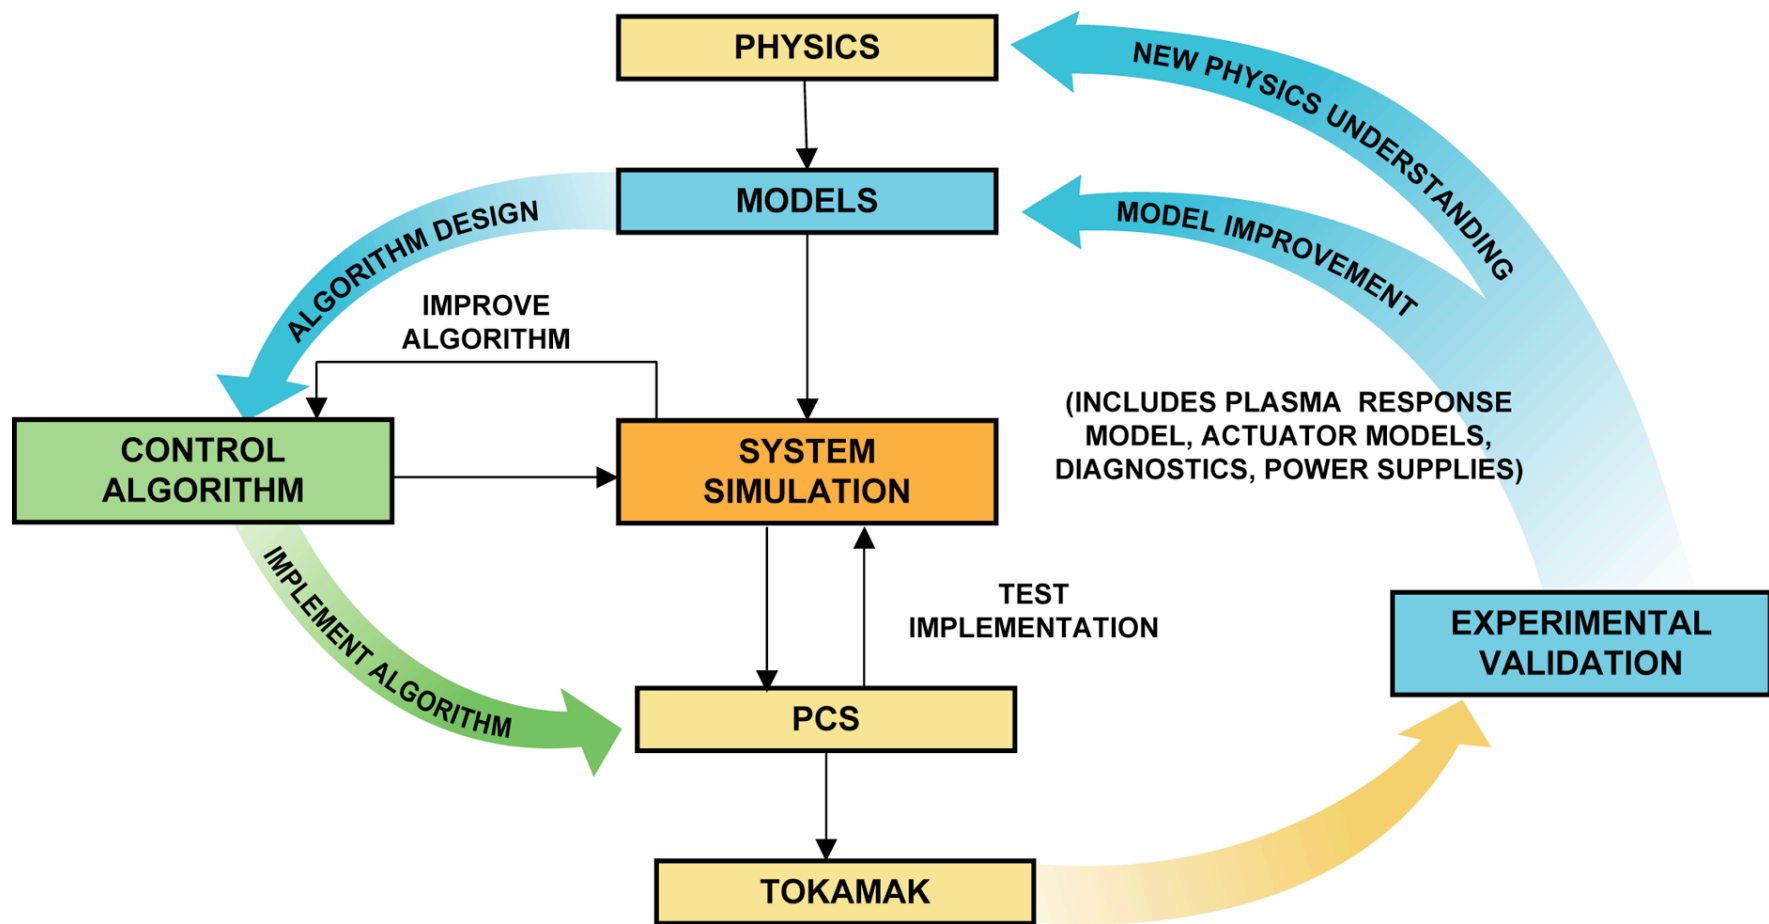 PHYSICS
NEW PHYSICS UNDERSTANDING
MODELS
MODEL IMPROVEMENT
ALGORITHM DESIGN
IMPROVE
ALGORITHM
(INCLUDES PLASMA RESPONSE
MODEL, ACTUATOR MODELS,
DIAGNOSTICS, POWER SUPPLIES)
CONTROL
ALGORITHM
SYSTEM
SIMULATION
IMPLEMENT ALGORITHM
TEST
IMPLEMENTATION
EXPERIMENTAL
VALIDATION
PCS
TOKAMAK